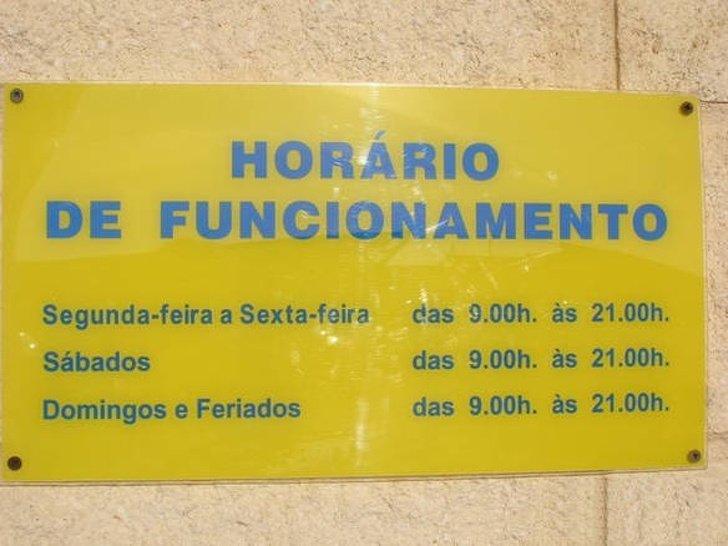 HORÁRIO
DE FUNCIONAMENTO
Segunda-feira a Sexta-feira das 9.00h. às 21.00h.
Sábados das 9.00h. às 21.00h.
Domingos e Feriados das 9.00h. às 21.00h.